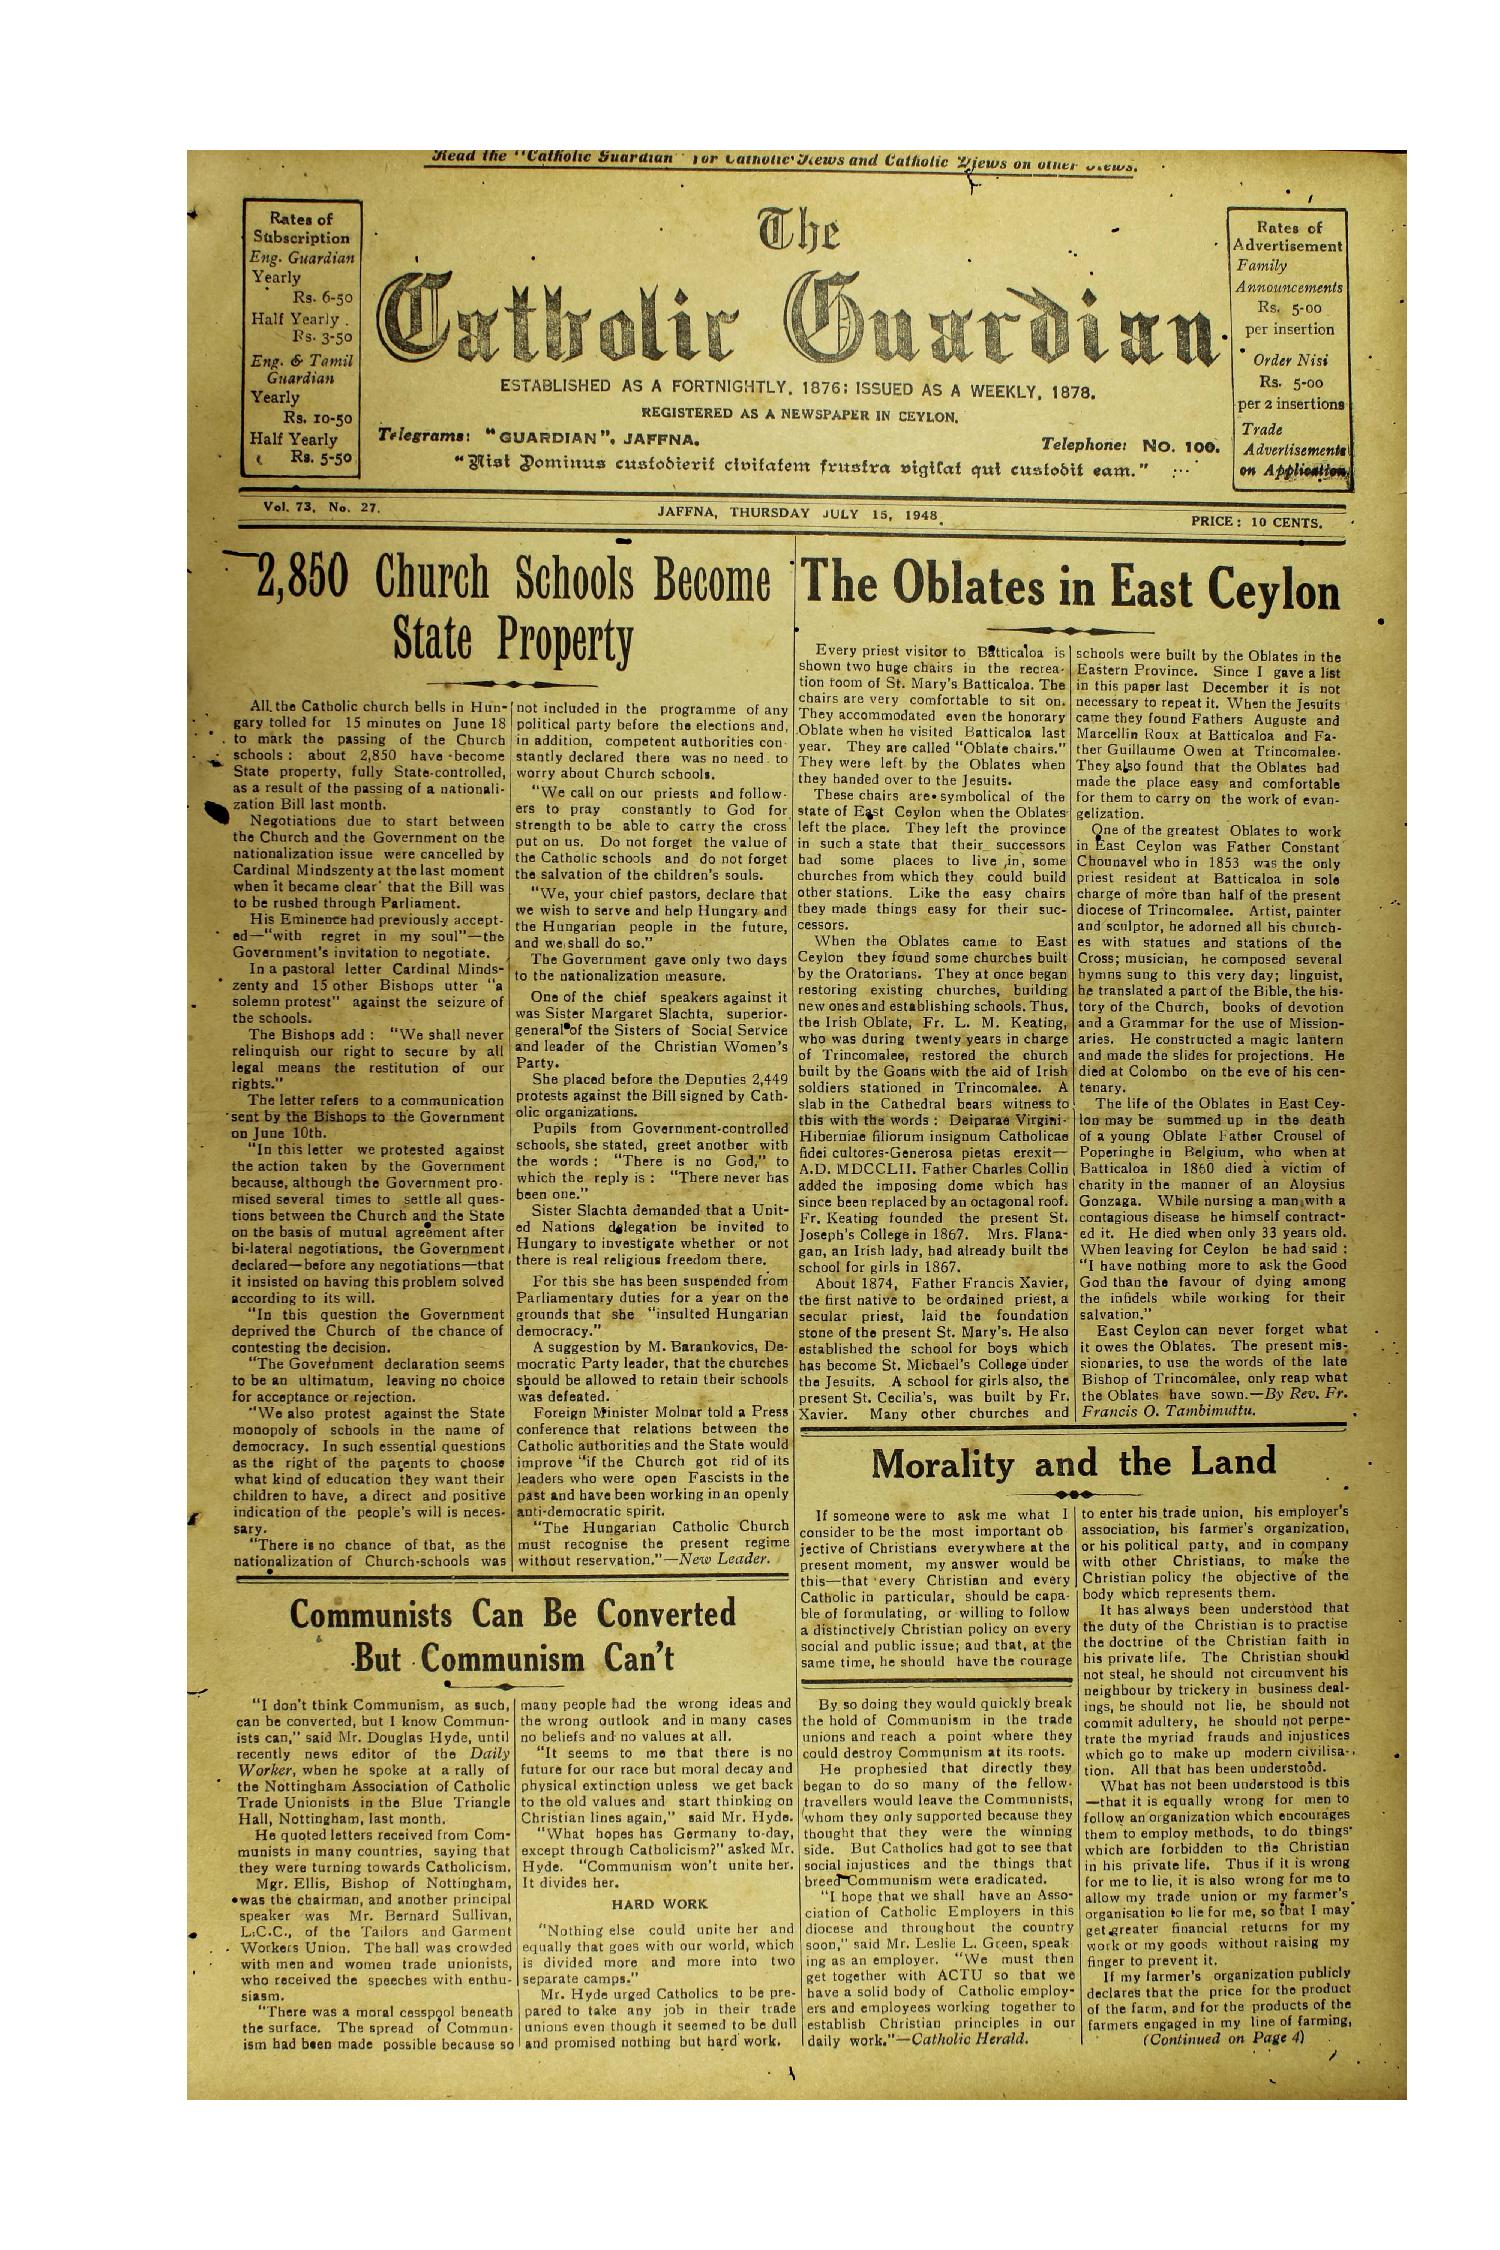 Read the "Catholic Guardian" for Catholic Views and Catholic Views on other Views.
Rates of
Subscription
Eng. Guardian
Yearly
Rs. 6-50
Half Yearly .
Rs. 3-50
Eng. & Tamil
Guardian
Yearly
Rs. 10-50
Half Yearly
Rs. 5-50
The
Catholic Guardian
ESTABLISHED AS A FORTNIGHTLY, 1876; ISSUED AS A WEEKLY, 1878.
REGISTERED AS A NEWSPAPER IN CEYLON.
Telegrams: "GUARDIAN", JAFFNA.
Telephone: NO. 100.
"Nisi Dominus custodierit civitatem frustra vigilat qui custodit eam."
Rates of
Advertisement
Family
Announcements
Rs. 5-00
per insertion
Order Nisi
Rs. 5-00
per 2 insertions
Trade
Advertisements
on Application
Vol. 73, No. 27.
JAFFNA, THURSDAY JULY 15, 1948.
PRICE: 10 CENTS.
2,850 Church Schools Become
State Property
All the Catholic church bells in Hun-
gary tolled for 15 minutes on June 18
to mark the passing of the Church
schools: about 2,850 have become
State property, fully State-controlled,
as a result of the passing of a nationali-
zation Bill last month.
Negotiations due to start between
the Church and the Government on the
nationalization issue were cancelled by
Cardinal Mindszenty at the last moment
when it became clear that the Bill was
to be rushed through Parliament.
His Eminence had previously accept-
ed—"with regret in my soul"—the
Government's invitation to negotiate.
In a pastoral letter Cardinal Minds-
zenty and 15 other Bishops utter "a
solemn protest" against the seizure of
the schools.
The Bishops add: "We shall never
relinquish our right to secure by all
legal means the restitution of our
rights."
The letter refers to a communication
sent by the Bishops to the Government
on June 10th.
"In this letter we protested against
the action taken by the Government
because, although the Government pro-
mised several times to settle all ques-
tions between the Church and the State
on the basis of mutual agreement after
bi-lateral negotiations, the Government
declared—before any negotiations—that
it insisted on having this problem solved
according to its will.
"In this question the Government
deprived the Church of the chance of
contesting the decision.
"The Government declaration seems
to be an ultimatum, leaving no choice
for acceptance or rejection.
"We also protest against the State
monopoly of schools in the name of
democracy. In such essential questions
as the right of the parents to choose
what kind of education they want their
children to have, a direct and positive
indication of the people's will is neces-
sary.
"There is no chance of that, as the
nationalization of Church-schools was
not included in the programme of any
political party before the elections and,
in addition, competent authorities con-
stantly declared there was no need to
worry about Church schools.
"We call on our priests and follow-
ers to pray constantly to God for
strength to be able to carry the cross
put on us. Do not forget the value of
the Catholic schools and do not forget
the salvation of the children's souls.
"We, your chief pastors, declare that
we wish to serve and help Hungary and
the Hungarian people in the future,
and we shall do so."
The Government gave only two days
to the nationalization measure.
One of the chief speakers against it
was Sister Margaret Slachta, superior-
general of the Sisters of Social Service
and leader of the Christian Women's
Party.
She placed before the Deputies 2,449
protests against the Bill signed by Cath-
olic organizations.
Pupils from Government-controlled
schools, she stated, greet another with
the words: "There is no God," to
which the reply is: "There never has
been one."
Sister Slachta demanded that a Unit-
ed Nations delegation be invited to
Hungary to investigate whether or not
there is real religious freedom there.
For this she has been suspended from
Parliamentary duties for a year on the
grounds that she "insulted Hungarian
democracy."
A suggestion by M. Barankovics, De-
mocratic Party leader, that the churches
should be allowed to retain their schools
was defeated.
Foreign Minister Molnar told a Press
conference that relations between the
Catholic authorities and the State would
improve "if the Church got rid of its
leaders who were open Fascists in the
past and have been working in an openly
anti-democratic spirit.
"The Hungarian Catholic Church
must recognise the present regime
without reservation."—New Leader.
The Oblates in East Ceylon
Every priest visitor to Batticaloa is
shown two huge chairs in the recrea-
tion room of St. Mary's Batticaloa. The
chairs are very comfortable to sit on.
They accommodated even the honorary
Oblate when he visited Batticaloa last
year. They are called "Oblate chairs."
They were left by the Oblates when
they handed over to the Jesuits.
These chairs are symbolical of the
state of East Ceylon when the Oblates
left the place. They left the province
in such a state that their successors
had some places to live in, some
churches from which they could build
other stations. Like the easy chairs
they made things easy for their suc-
cessors.
When the Oblates came to East
Ceylon they found some churches built
by the Oratorians. They at once began
restoring existing churches, building
new ones and establishing schools. Thus,
the Irish Oblate, Fr. L. M. Keating,
who was during twenty years in charge
of Trincomalee, restored the church
built by the Goans with the aid of Irish
soldiers stationed in Trincomalee. A
slab in the Cathedral bears witness to
this with the words: Deiparae Virgini-
Hiberniae filiorum insignum Catholicae
fidei cultores-Generosa pietas erexit—
A.D. MDCCLII. Father Charles Collin
added the imposing dome which has
since been replaced by an octagonal roof.
Fr. Keating founded the present St.
Joseph's College in 1867. Mrs. Flana-
gan, an Irish lady, had already built the
school for girls in 1867.
About 1874, Father Francis Xavier,
the first native to be ordained priest, a
secular priest, laid the foundation
stone of the present St. Mary's. He also
established the school for boys which
has become St. Michael's College under
the Jesuits. A school for girls also, the
present St. Cecilia's, was built by Fr.
Xavier. Many other churches and
schools were built by the Oblates in the
Eastern Province. Since I gave a list
in this paper last December it is not
necessary to repeat it. When the Jesuits
came they found Fathers Auguste and
Marcellin Roux at Batticaloa and Fa-
ther Guillaume Owen at Trincomalee.
They also found that the Oblates had
made the place easy and comfortable
for them to carry on the work of evan-
gelization.
One of the greatest Oblates to work
in East Ceylon was Father Constant
Chounavel who in 1853 was the only
priest resident at Batticaloa in sole
charge of more than half of the present
diocese of Trincomalee. Artist, painter
and sculptor, he adorned all his church-
es with statues and stations of the
Cross; musician, he composed several
hymns sung to this very day; linguist,
he translated a part of the Bible, the his-
tory of the Church, books of devotion
and a Grammar for the use of Mission-
aries. He constructed a magic lantern
and made the slides for projections. He
died at Colombo on the eve of his cen-
tenary.
The life of the Oblates in East Cey-
lon may be summed up in the death
of a young Oblate Father Crousel of
Poperinghe in Belgium, who when at
Batticaloa in 1860 died a victim of
charity in the manner of an Aloysius
Gonzaga. While nursing a man with a
contagious disease he himself contract-
ed it. He died when only 33 years old.
When leaving for Ceylon he had said:
"I have nothing more to ask the Good
God than the favour of dying among
the infidels while working for their
salvation."
East Ceylon can never forget what
it owes the Oblates. The present mis-
sionaries, to use the words of the late
Bishop of Trincomalee, only reap what
the Oblates have sown.—By Rev. Fr.
Francis O. Tambimuttu.
Communists Can Be Converted
But Communism Can't
"I don't think Communism, as such,
can be converted, but I know Commun-
ists can," said Mr. Douglas Hyde, until
recently news editor of the Daily
Worker, when he spoke at a rally of
the Nottingham Association of Catholic
Trade Unionists in the Blue Triangle
Hall, Nottingham, last month.
He quoted letters received from Com-
munists in many countries, saying that
they were turning towards Catholicism.
Mgr. Ellis, Bishop of Nottingham,
was the chairman, and another principal
speaker was Mr. Bernard Sullivan,
L.C.C., of the Tailors and Garment
Workers Union. The hall was crowded
with men and women trade unionists,
who received the speeches with enthu-
siasm.
"There was a moral cesspool beneath
the surface. The spread of Commun-
ism had been made possible because so
many people had the wrong ideas and
the wrong outlook and in many cases
no beliefs and no values at all.
"It seems to me that there is no
future for our race but moral decay and
physical extinction unless we get back
to the old values and start thinking on
Christian lines again," said Mr. Hyde.
"What hopes has Germany to-day,
except through Catholicism?" asked Mr.
Hyde. "Communism won't unite her.
It divides her.
HARD WORK
"Nothing else could unite her and
equally that goes with our world, which
is divided more and more into two
separate camps."
Mr. Hyde urged Catholics to be pre-
pared to take any job in their trade
unions even though it seemed to be dull
and promised nothing but hard work.
By so doing they would quickly break
the hold of Communism in the trade
unions and reach a point where they
could destroy Communism at its roots.
He prophesied that directly they
began to do so many of the fellow-
travellers would leave the Communists,
whom they only supported because they
thought that they were the winning
side. But Catholics had got to see that
social injustices and the things that
breed Communism were eradicated.
"I hope that we shall have an Asso-
ciation of Catholic Employers in this
diocese and throughout the country
soon," said Mr. Leslie L. Green, speak
ing as an employer. "We must then
get together with ACTU so that we
have a solid body of Catholic employ-
ers and employees working together to
establish Christian principles in our
daily work."—Catholic Herald.
Morality and the Land
If someone were to ask me what I
consider to be the most important ob
jective of Christians everywhere at the
present moment, my answer would be
this—that every Christian and every
Catholic in particular, should be capa-
ble of formulating, or willing to follow
a distinctively Christian policy on every
social and public issue; and that, at the
same time, he should have the courage
to enter his trade union, his employer's
association, his farmer's organization,
or his political party, and in company
with other Christians, to make the
Christian policy the objective of the
body which represents them.
It has always been understood that
the duty of the Christian is to practise
the doctrine of the Christian faith in
his private life. The Christian should
not steal, he should not circumvent his
neighbour by trickery in business deal-
ings, he should not lie, he should not
commit adultery, he should not perpe-
trate the myriad frauds and injustices
which go to make up modern civilisa-
tion. All that has been understood.
What has not been understood is this
—that it is equally wrong for men to
follow an organization which encourages
them to employ methods, to do things
which are forbidden to the Christian
in his private life. Thus if it is wrong
for me to lie, it is also wrong for me to
allow my trade union or my farmer's
organisation to lie for me, so that I may
get greater financial returns for my
work or my goods without raising my
finger to prevent it.
If my farmer's organization publicly
declares that the price for the product
of the farm, and for the products of the
farmers engaged in my line of farming,
(Continued on Page 4)